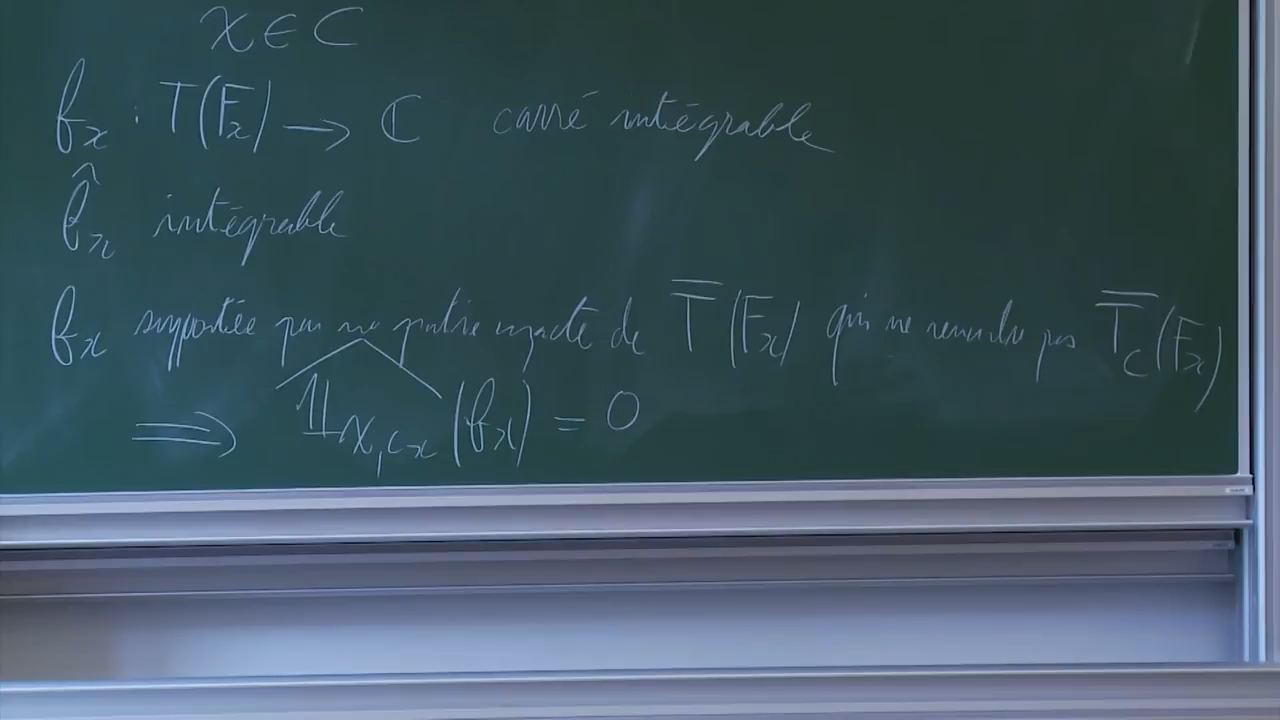 x ∈ C
f_x : T(F_x) → ℂ carré intégrable
f̂_x intégrable
f_x supportée par une partie compacte de T̿(F_x) qui ne rencontre pas T̿_C(F_x)
⟹ 𝟙̂_{χ,c_x}(f_x) = 0